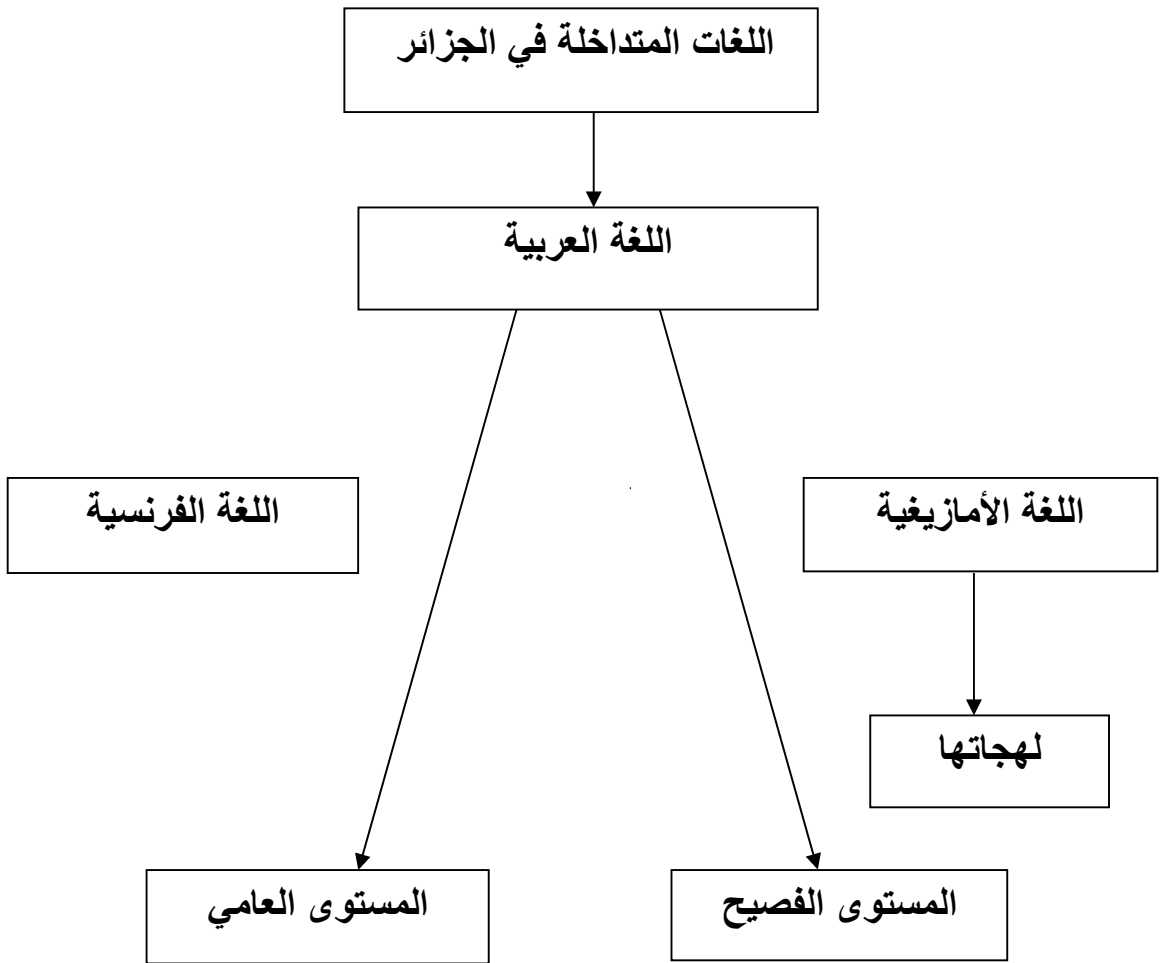 اللغات المتداخلة في الجزائر
اللغة العربية
اللغة الأمازيغية
اللغة الفرنسية
لهجاتها
المستوى الفصيح
المستوى العامي